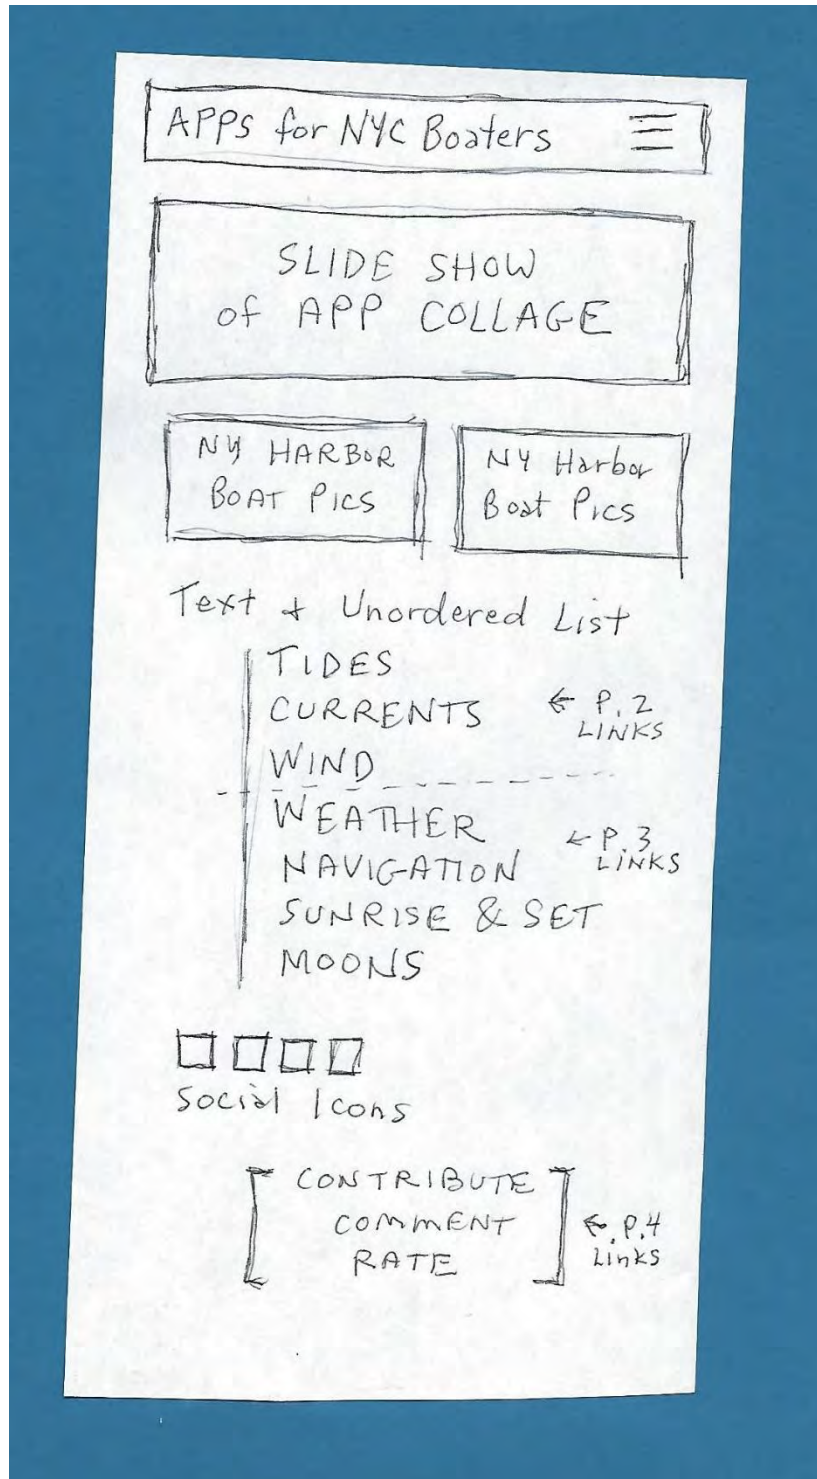 APPS for NYC Boaters
SLIDE SHOW
of APP COLLAGE
NY HARBOR
BOAT PICS
NY Harbor
Boat Pics
Text + Unordered List
TIDES
CURRENTS ← P.2
LINKS
WIND
WEATHER
← P.3
LINKS
NAVIGATION
SUNRISE & SET
MOONS
Social Icons
CONTRIBUTE
COMMENT ← P.4
RATE Links